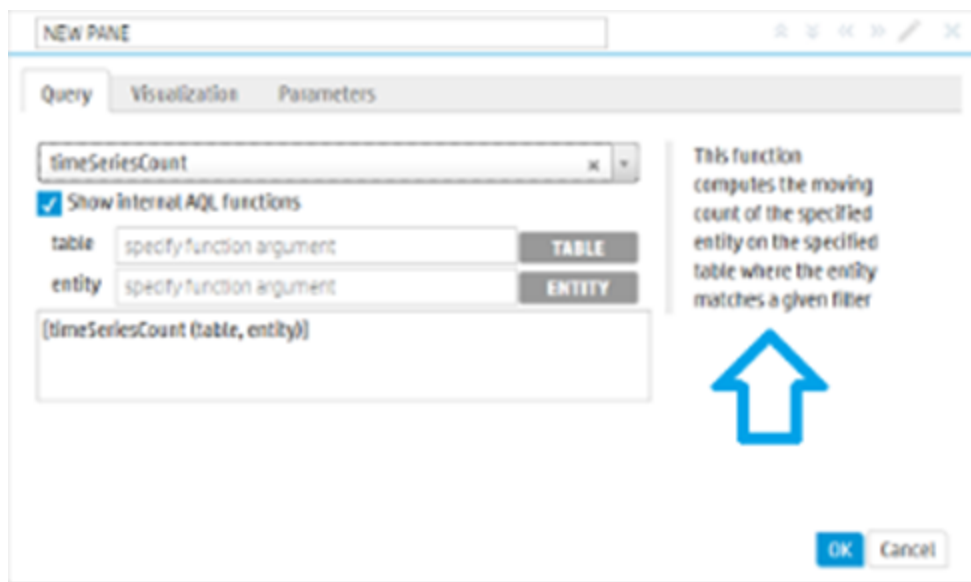 NEW PANE
Query Visualization Parameters
timeSeriesCount
Show internal AQL functions
table specify function argument TABLE
entity specify function argument ENTITY
[timeSeriesCount (table, entity)]
This function
computes the moving
count of the specified
entity on the specified
table where the entity
matches a given filter
OK Cancel